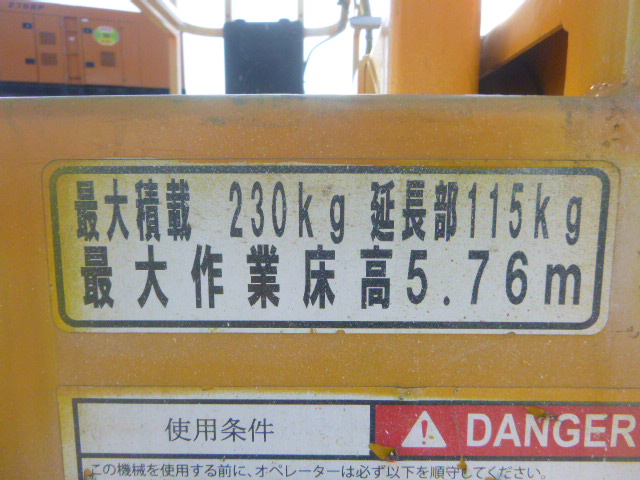 最大積載 230kg 延長部115kg
最大作業床高5.76m
使用条件
DANGER
この機械を使用する前に、オペレーターは必ず以下を順守してください。